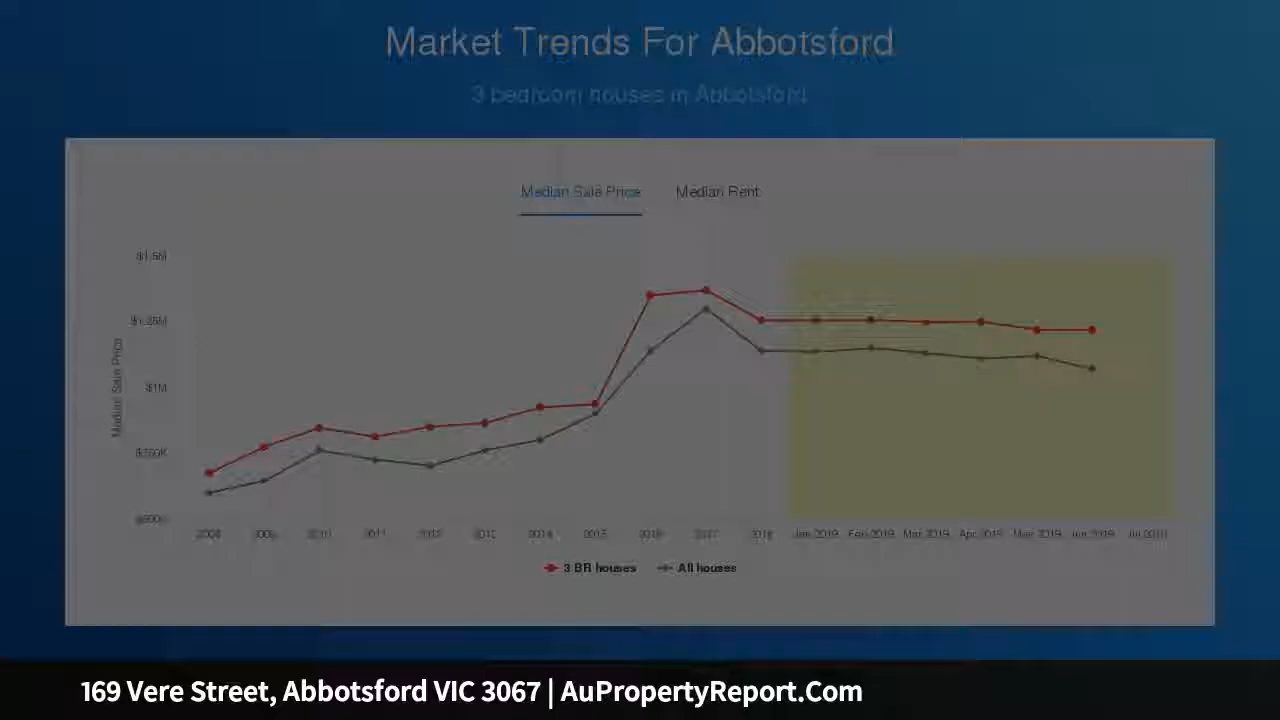 Market Trends For Abbotsford
3 bedroom houses in Abbotsford
Median Sale Price Median Rent
$1.5M
$1.25M
$1M
$750K
$500K
Median Sale Price
2008 2009 2010 2011 2012 2013 2014 2015 2016 2017 2018 Jan 2019 Feb 2019 Mar 2019 Apr 2019 May 2019 Jun 2019 Jul 2019
3 BR houses All houses
169 Vere Street, Abbotsford VIC 3067 | AuPropertyReport.Com